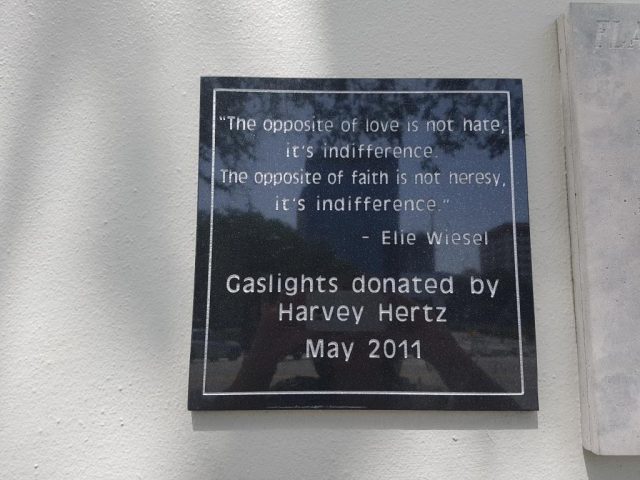 "The opposite of love is not hate,
it's indifference.
The opposite of faith is not heresy,
it's indifference."
- Elie Wiesel
Gaslights donated by
Harvey Hertz
May 2011